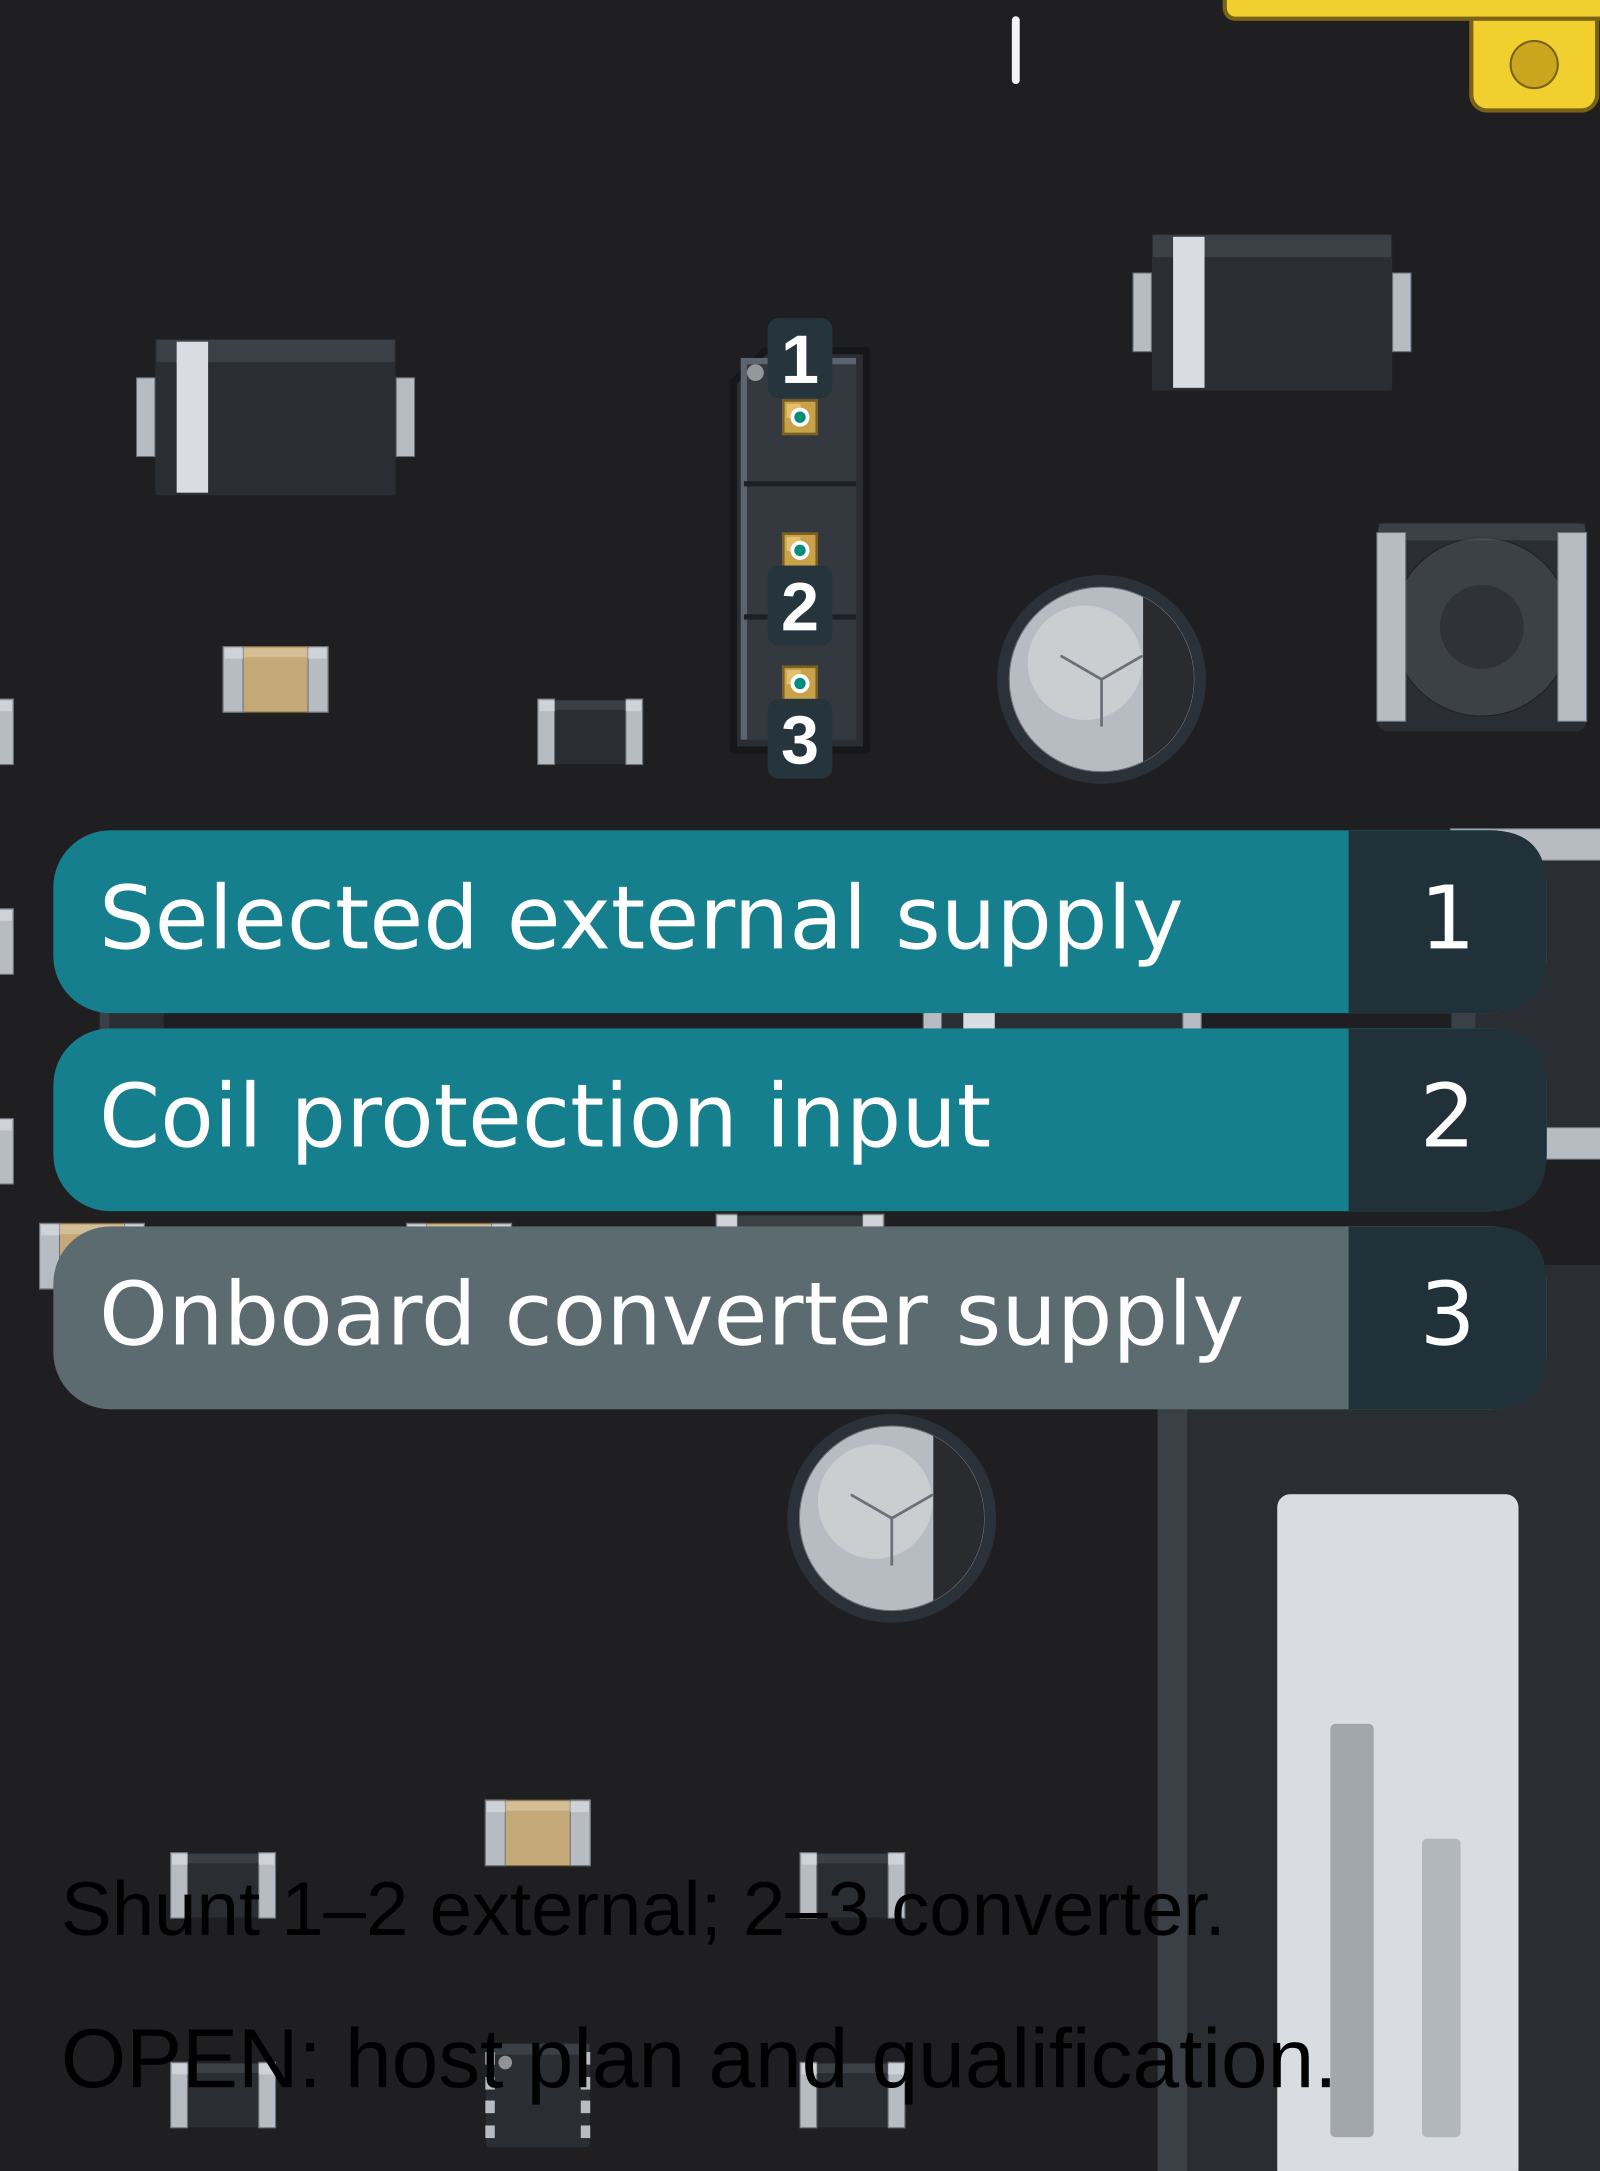 1
2
3
Selected external supply 1
Coil protection input 2
Onboard converter supply 3
Shunt 1–2 external; 2–3 converter.
OPEN: host plan and qualification.